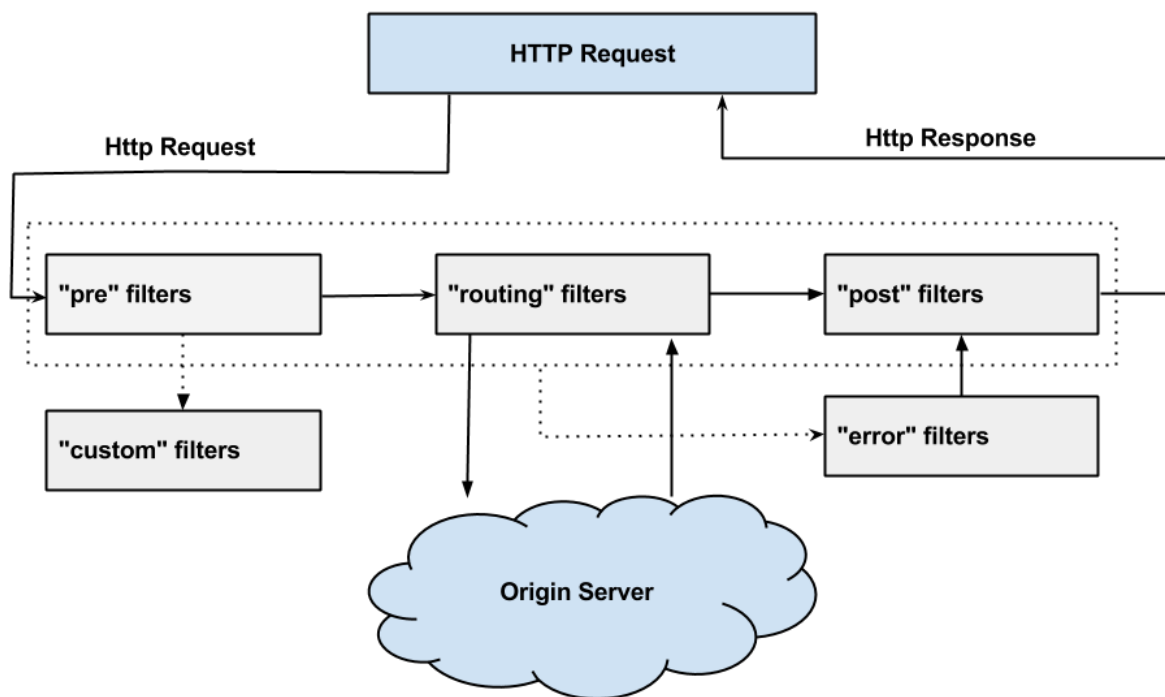 HTTP Request
Http Request
Http Response
"pre" filters
"routing" filters
"post" filters
"custom" filters
"error" filters
Origin Server